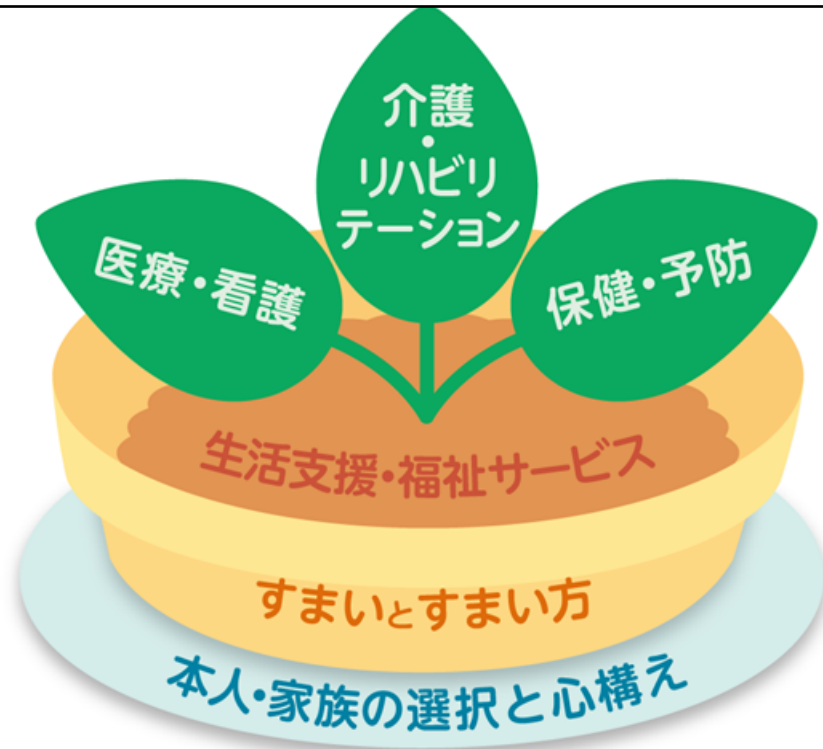 介護
・
リハビリ
テーション
医療・看護
保健・予防
生活支援・福祉サービス
すまいとすまい方
本人・家族の選択と心構え